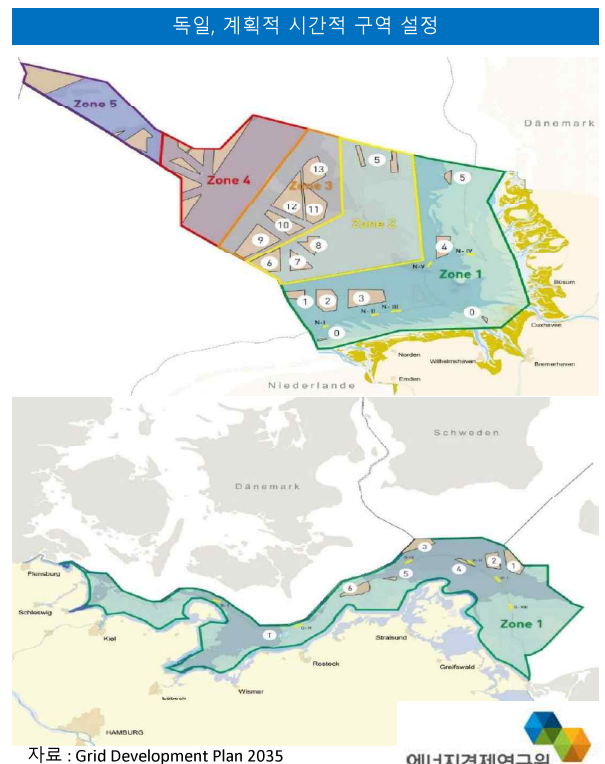 독일, 계획적 시간적 구역 설정
Zone 5
Dänemark
Zone 4
13
5
5
Zone 3
12
11
10
Zone 2
9
8
4
N-IV
6
7
N-V
Zone 1
1
2
3
N-II
N-III
Büsum
N-I
0
0
Cuxhaven
Norden
Wilhelmshaven
Bremerhaven
Emden
Niederlande
Schweden
Dänemark
3
2
1
Flensburg
5
4
6
Schleswig
Kiel
1
Zone 1
Stralsund
Rostock
Greifswald
Lübeck
Wismar
HAMBURG
자료 : Grid Development Plan 2035
에너지경제연구원